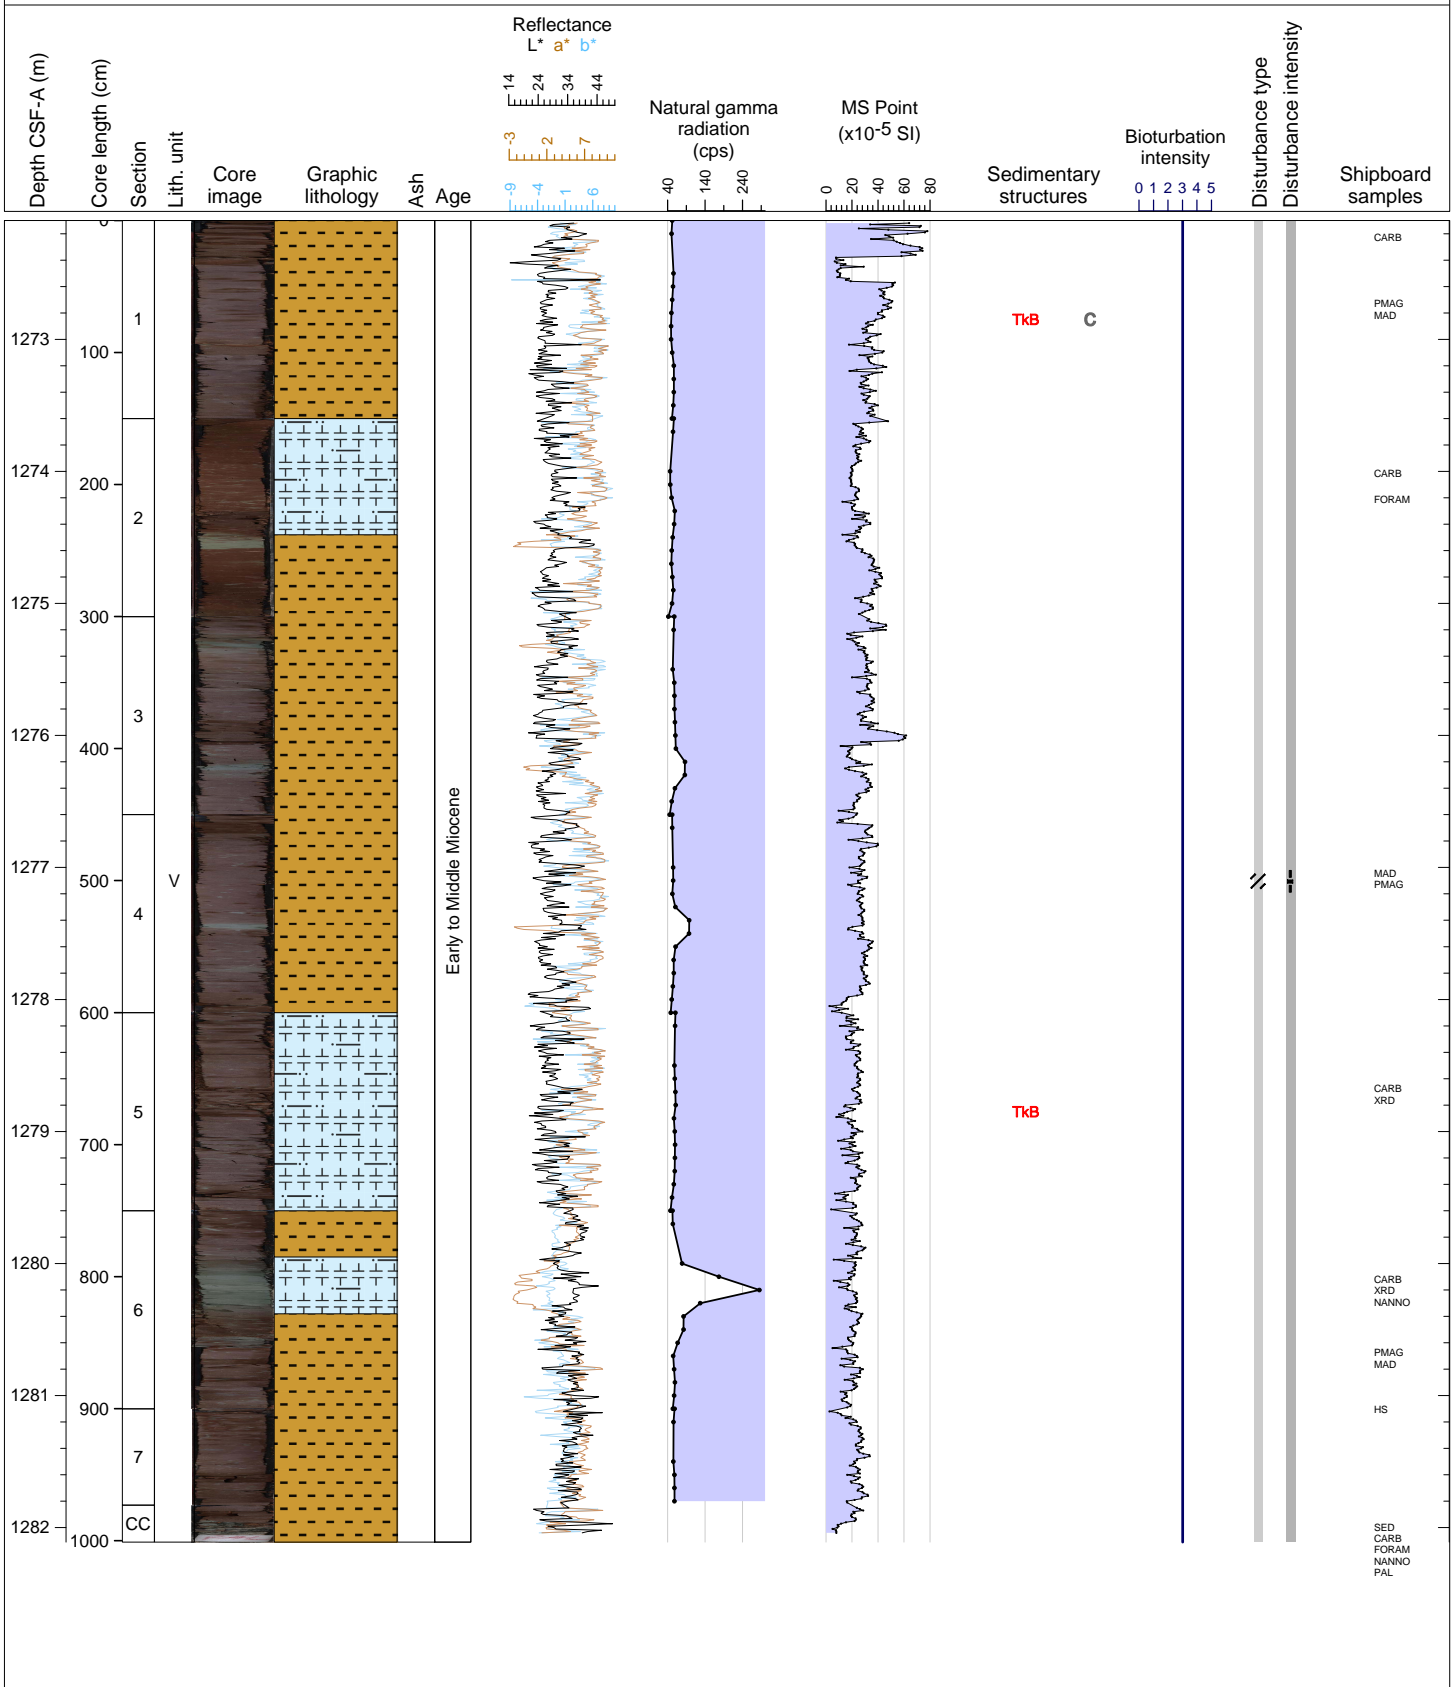 Depth CSF-A (m)
Core length (cm)
Section
Lith. unit
Core
image
Graphic
lithology
Ash
Age
Reflectance
L* a* b*
14 24 34 44
-3 2 7
-9 -4 1 6
Natural gamma
radiation
(cps)
40 140 240
MS Point
(x10-5 SI)
0 20 40 60 80
Sedimentary
structures
Bioturbation
intensity
0 1 2 3 4 5
Disturbance type
Disturbance intensity
Shipboard
samples
0
CARB
PMAG
1 TkB C MAD
1273
100
1274 CARB
200
FORAM
2
1275
300
3
1276
400
Early to Middle Miocene
1277 MAD
500 V PMAG
4
1278
600
CARB
XRD
5 TkB
1279
700
1280
800 CARB
XRD
NANNO
6
PMAG
MAD
1281
900 HS
7
1282 CC SED
1000 CARB
FORAM
NANNO
PAL